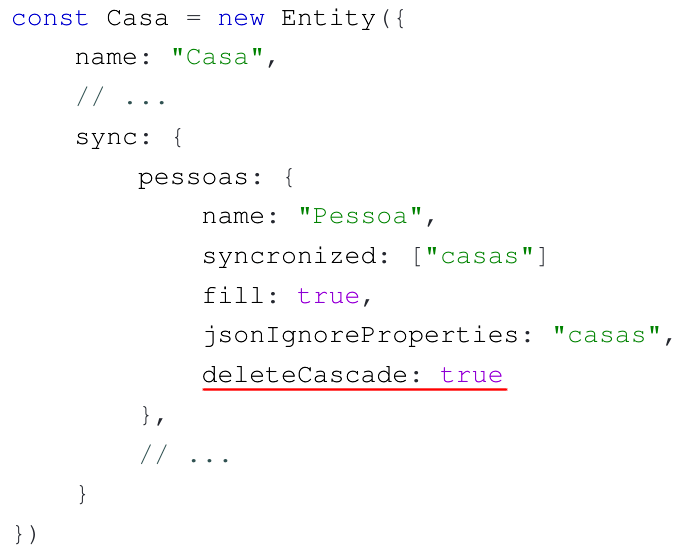 const Casa = new Entity({
    name: "Casa",
    // ...
    sync: {
        pessoas: {
            name: "Pessoa",
            syncronized: ["casas"]
            fill: true,
            jsonIgnoreProperties: "casas",
            deleteCascade: true
        },
        // ...
    }
})